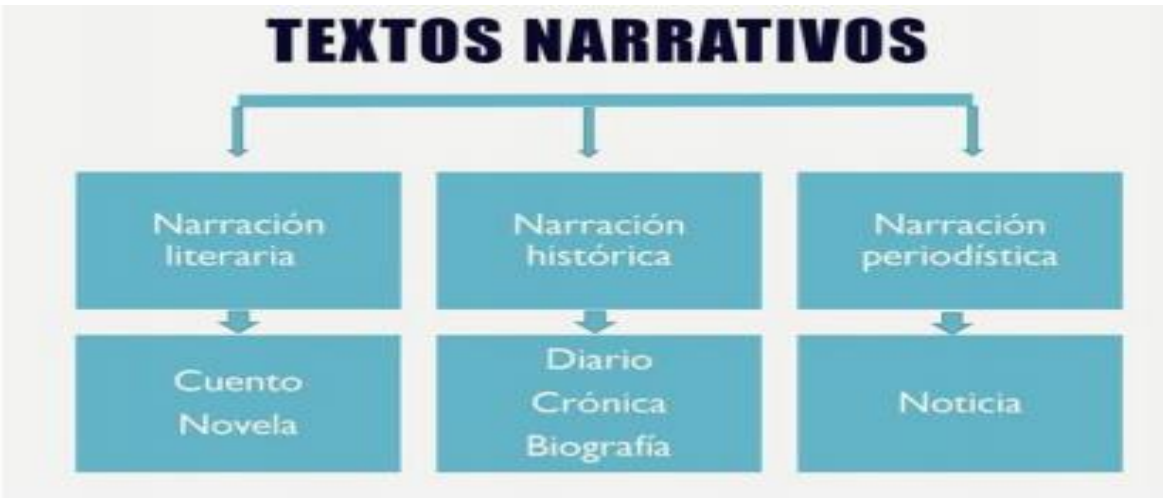 TEXTOS NARRATIVOS
Narración
literaria
Narración
histórica
Narración
periodística
Cuento
Novela
Diario
Crónica
Biografía
Noticia